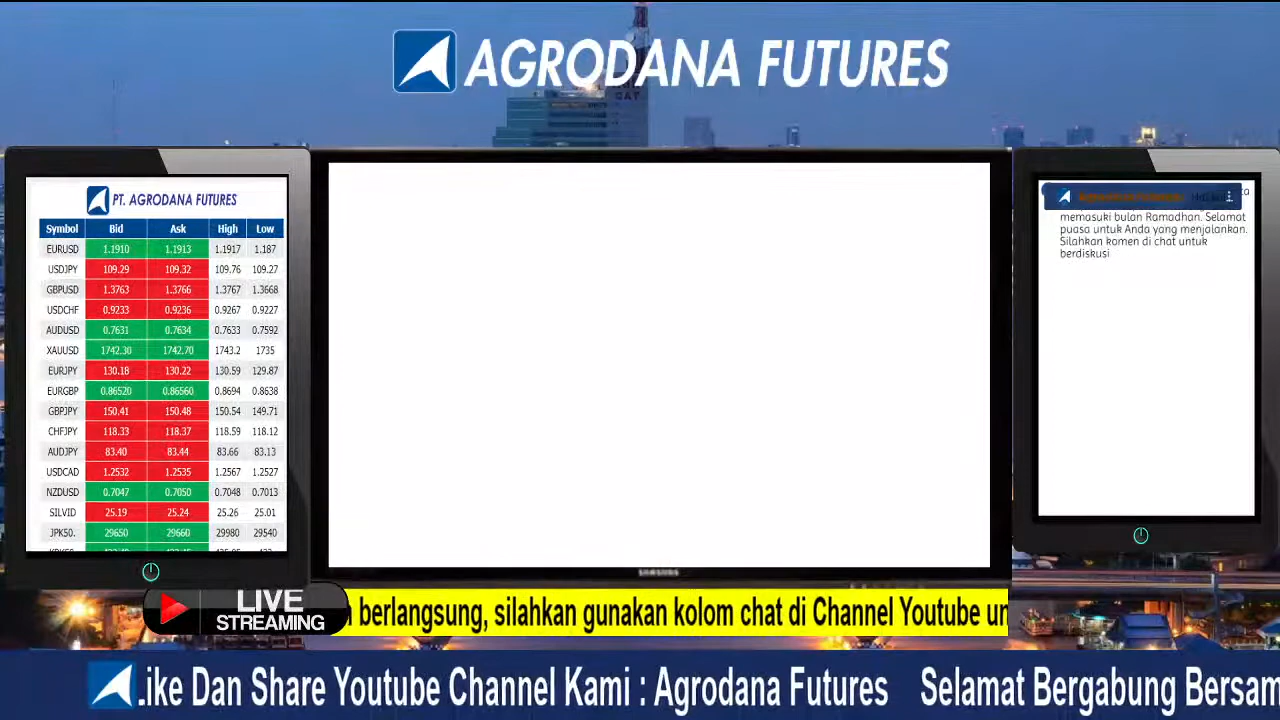 AGRODANA FUTURES
PT. AGRODANA FUTURES
Symbol Bid Ask High Low
EURUSD 1.1910 1.1913 1.1917 1.187
USDJPY 109.29 109.32 109.76 109.27
GBPUSD 1.3763 1.3766 1.3767 1.3668
USDCHF 0.9233 0.9236 0.9267 0.9227
AUDUSD 0.7631 0.7634 0.7633 0.7592
XAUUSD 1742.30 1742.70 1743.2 1735
EURJPY 130.18 130.22 130.59 129.87
EURGBP 0.86520 0.86560 0.8694 0.8638
GBPJPY 150.41 150.48 150.54 149.71
CHFJPY 118.33 118.37 118.59 118.12
AUDJPY 83.40 83.44 83.66 83.13
USDCAD 1.2532 1.2535 1.2567 1.2527
NZDUSD 0.7047 0.7050 0.7048 0.7013
SILVID 25.19 25.24 25.26 25.01
JPK50. 29650 29660 29980 29540
memasuki bulan Ramadhan. Selamat
puasa untuk Anda yang menjalankan.
Silahkan komen di chat untuk
berdiskusi
SAMSUNG
LIVE
STREAMING
berlangsung, silahkan gunakan kolom chat di Channel Youtube un
.ike Dan Share Youtube Channel Kami : Agrodana Futures Selamat Bergabung Bersam